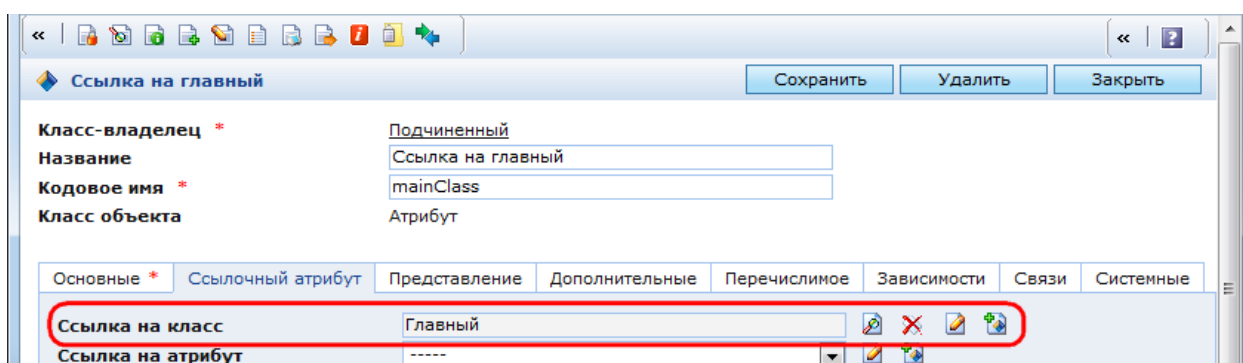 « «  ?
Ссылка на главный Сохранить Удалить Закрыть
Класс-владелец * Подчиненный
Название Ссылка на главный
Кодовое имя * mainClass
Класс объекта Атрибут
Основные * Ссылочный атрибут Представление Дополнительные Перечислимое Зависимости Связи Системные
Ссылка на класс Главный
Ссылка на атрибут -----